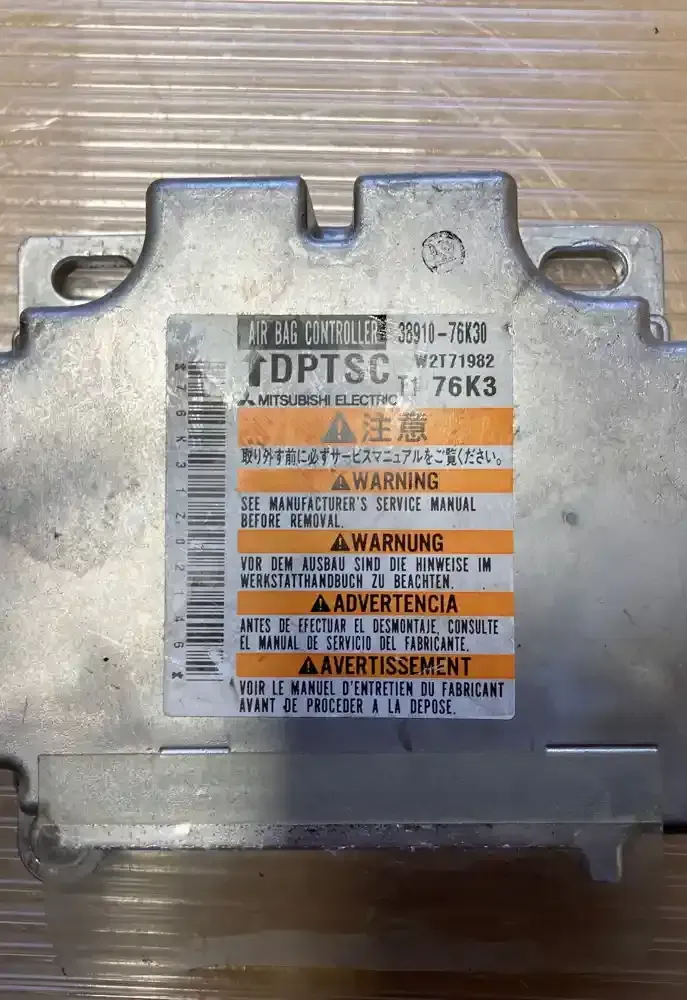 AIR BAG CONTROLLER 38910-76K30
DPTSC W2T71982
T1 76K3
MITSUBISHI ELECTRIC
注意
取り外す前に必ずサービスマニュアルをご覧ください。
WARNING
SEE MANUFACTURER'S SERVICE MANUAL
BEFORE REMOVAL.
WARNUNG
VOR DEM AUSBAU SIND DIE HINWEISE IM
WERKSTATTHANDBUCH ZU BEACHTEN.
ADVERTENCIA
ANTES DE EFECTUAR EL DESMONTAJE, CONSULTE
EL MANUAL DE SERVICIO DEL FABRICANTE.
AVERTISSEMENT
VOIR LE MANUEL D'ENTRETIEN DU FABRICANT
AVANT DE PROCEDER A LA DEPOSE.
*76K31Z02146*